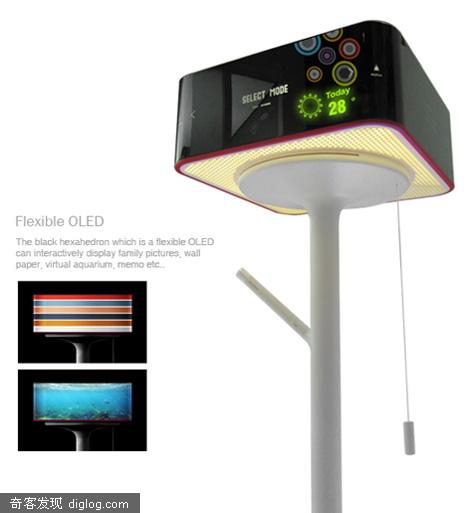 SELECT MODE
Today
28 °
Flexible OLED
The black hexahedron which is a flexible OLED
can interactively display family pictures, wall
paper, virtual aquarium, memo etc..
奇客发现 diglog.com